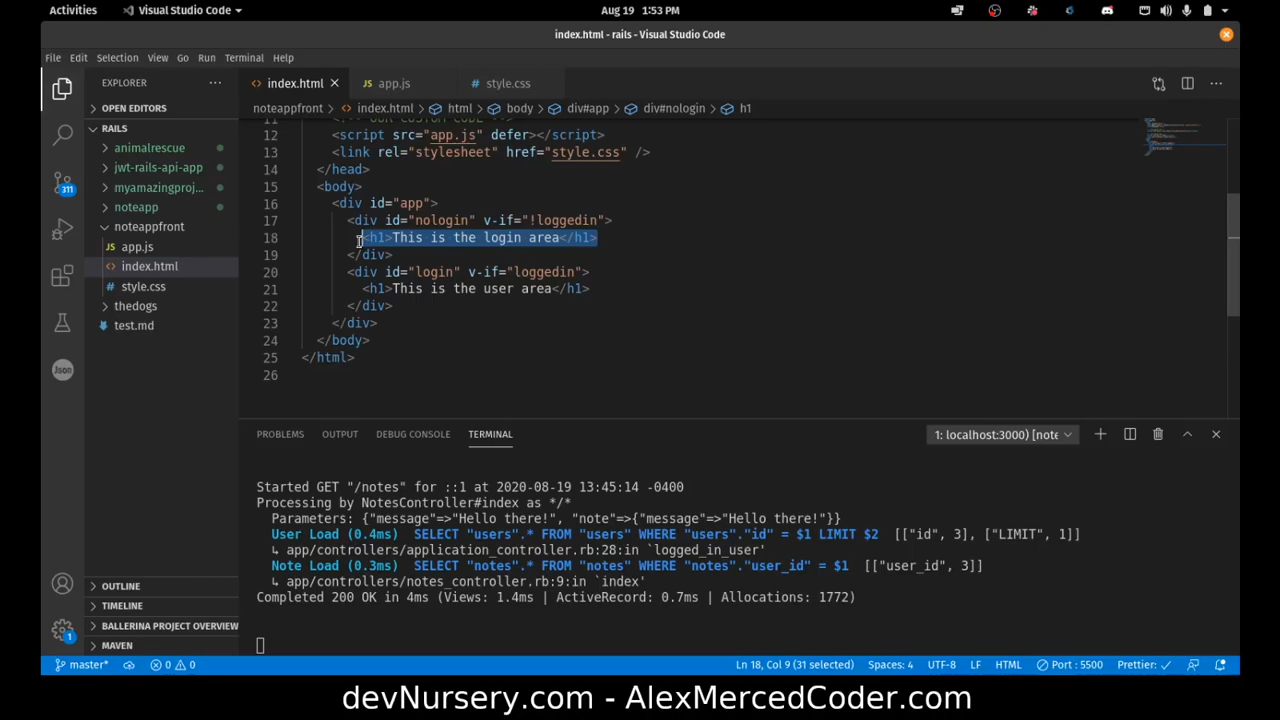 Activities
Visual Studio Code
Aug 19 1:53 PM
index.html - rails - Visual Studio Code
File Edit Selection View Go Run Terminal Help
EXPLORER
index.html
app.js
style.css
OPEN EDITORS
noteappfront > index.html > html > body > div#app > div#nologin > h1
RAILS
animalrescue
jwt-rails-api-app
myamazingproj...
noteapp
noteappfront
app.js
index.html
style.css
thedogs
test.md
311
Json
1
12 <script src="app.js" defer></script>
13 <link rel="stylesheet" href="style.css" />
14 </head>
15 <body>
16 <div id="app">
17 <div id="nologin" v-if="!loggedin">
18 <h1>This is the login area</h1>
19 </div>
20 <div id="login" v-if="loggedin">
21 <h1>This is the user area</h1>
22 </div>
23 </div>
24 </body>
25 </html>
26
PROBLEMS OUTPUT DEBUG CONSOLE TERMINAL
1: localhost:3000) [note
Started GET "/notes" for ::1 at 2020-08-19 13:45:14 -0400
Processing by NotesController#index as */*
Parameters: {"message"=>"Hello there!", "note"=>{"message"=>"Hello there!"}}
User Load (0.4ms) SELECT "users".* FROM "users" WHERE "users"."id" = $1 LIMIT $2 [["id", 3], ["LIMIT", 1]]
↳ app/controllers/application_controller.rb:28:in `logged_in_user'
Note Load (0.3ms) SELECT "notes".* FROM "notes" WHERE "notes"."user_id" = $1 [["user_id", 3]]
↳ app/controllers/notes_controller.rb:9:in `index'
Completed 200 OK in 4ms (Views: 1.4ms | ActiveRecord: 0.7ms | Allocations: 1772)
OUTLINE
TIMELINE
BALLERINA PROJECT OVERVIEW
MAVEN
master*
0 0
Ln 18, Col 9 (31 selected)
Spaces: 4
UTF-8
LF
HTML
Port : 5500
Prettier: ✓
devNursery.com - AlexMercedCoder.com